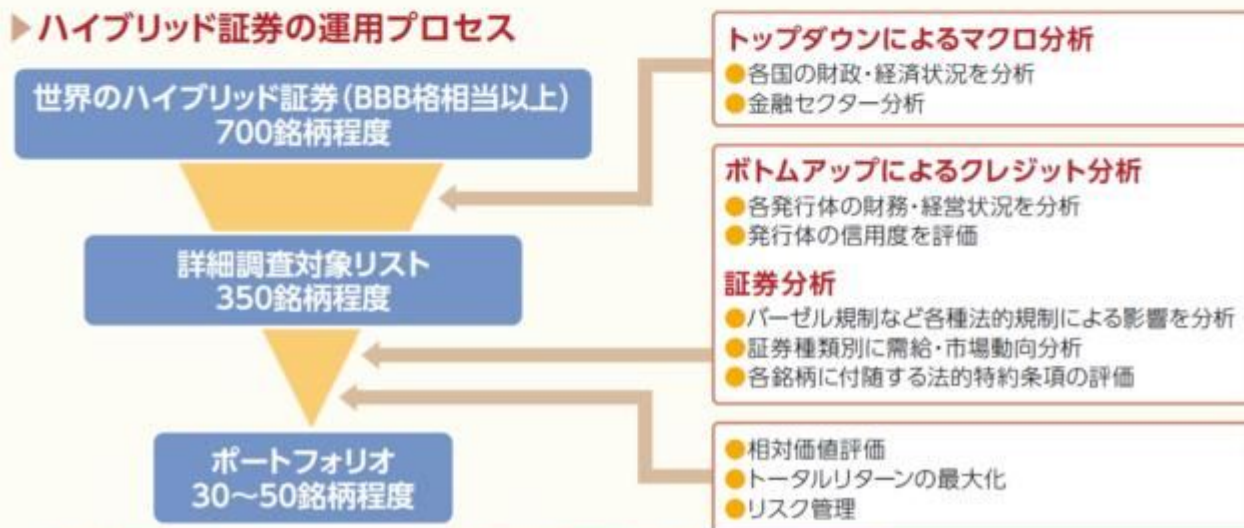 ▶ハイブリッド証券の運用プロセス
世界のハイブリッド証券(BBB格相当以上)
700銘柄程度
詳細調査対象リスト
350銘柄程度
ポートフォリオ
30〜50銘柄程度
トップダウンによるマクロ分析
●各国の財政・経済状況を分析
●金融セクター分析
ボトムアップによるクレジット分析
●各発行体の財務・経営状況を分析
●発行体の信用度を評価
証券分析
●バーゼル規制など各種法的規制による影響を分析
●証券種類別に需給・市場動向分析
●各銘柄に付随する法的特約条項の評価
●相対価値評価
●トータルリターンの最大化
●リスク管理